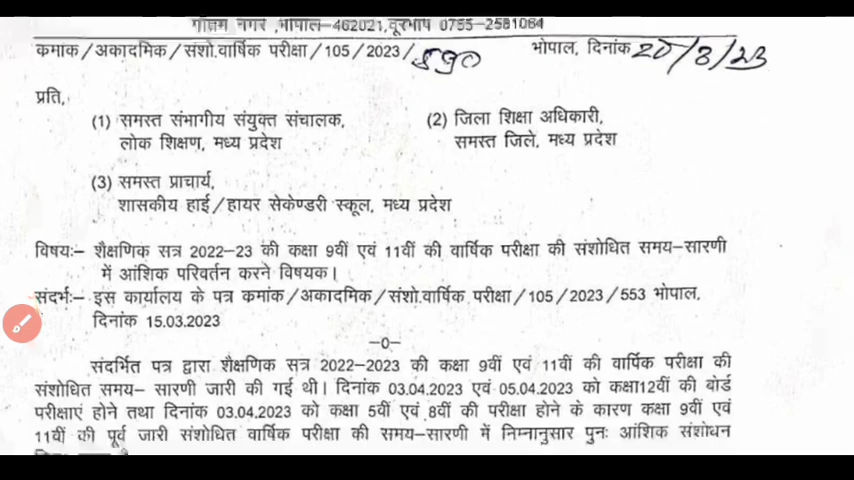 गौतम नगर ,भोपाल-462021,दूरभाष 0755-2581084
कमांक/अकादमिक/संशो.वार्षिक परीक्षा/105/2023/590 भोपाल, दिनांक 20/3/23
प्रति,
(1) समस्त संभागीय संयुक्त संचालक,
लोक शिक्षण, मध्य प्रदेश
(2) जिला शिक्षा अधिकारी,
समस्त जिले, मध्य प्रदेश
(3) समस्त प्राचार्य,
शासकीय हाई/हायर सेकेण्डरी स्कूल, मध्य प्रदेश
विषयः– शैक्षणिक सत्र 2022-23 की कक्षा 9वीं एवं 11वीं की वार्षिक परीक्षा की संशोधित समय–सारणी
में आंशिक परिवर्तन करने विषयक।
संदर्भः– इस कार्यालय के पत्र कमांक/अकादमिक/संशो.वार्षिक परीक्षा/105/2023/553 भोपाल,
दिनांक 15.03.2023
–0–
संदर्भित पत्र द्वारा शैक्षणिक सत्र 2022-2023 की कक्षा 9वीं एवं 11वीं की वार्षिक परीक्षा की
संशोधित समय– सारणी जारी की गई थी। दिनांक 03.04.2023 एवं 05.04.2023 को कक्षा12वीं की बोर्ड
परीक्षाएं होने तथा दिनांक 03.04.2023 को कक्षा 5वीं एवं 8वीं की परीक्षा होने के कारण कक्षा 9वीं एवं
11वीं की पूर्व जारी संशोधित वार्षिक परीक्षा की समय–सारणी में निम्नानुसार पुनः आंशिक संशोधन